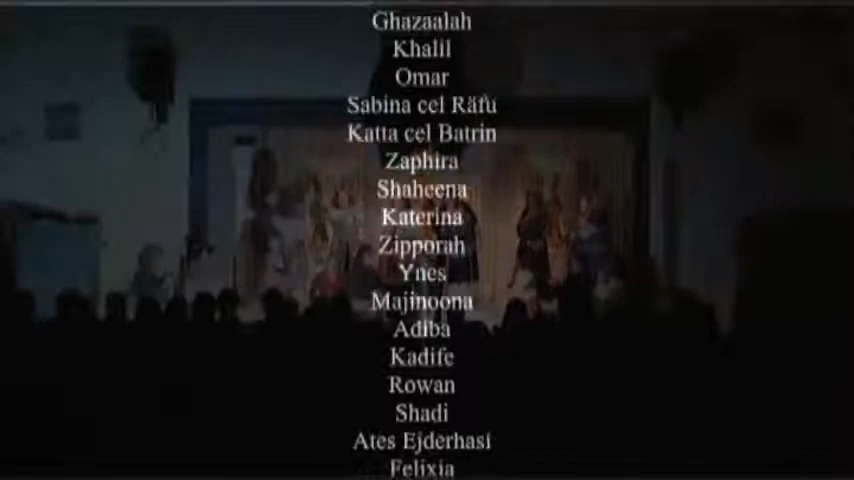 Ghazaalah
Khalil
Omar
Sabina cel Răfu
Katta cel Batrin
Zaphira
Shaheena
Katerina
Zipporah
Ynes
Majinoona
Adiba
Kadife
Rowan
Shadi
Ates Ejderhasi
Felixia